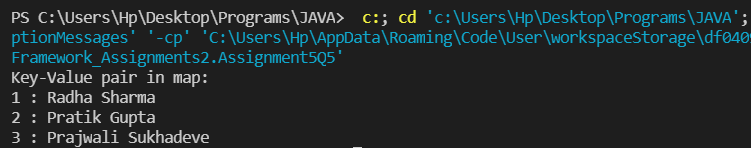 PS C:\Users\Hp\Desktop\Programs\JAVA>  c:; cd 'c:\Users\Hp\Desktop\Programs\JAVA';
ptionMessages' '-cp' 'C:\Users\Hp\AppData\Roaming\Code\User\workspaceStorage\df0409
Framework_Assignments2.Assignment5Q5'
Key-Value pair in map:
1 : Radha Sharma
2 : Pratik Gupta
3 : Prajwali Sukhadeve